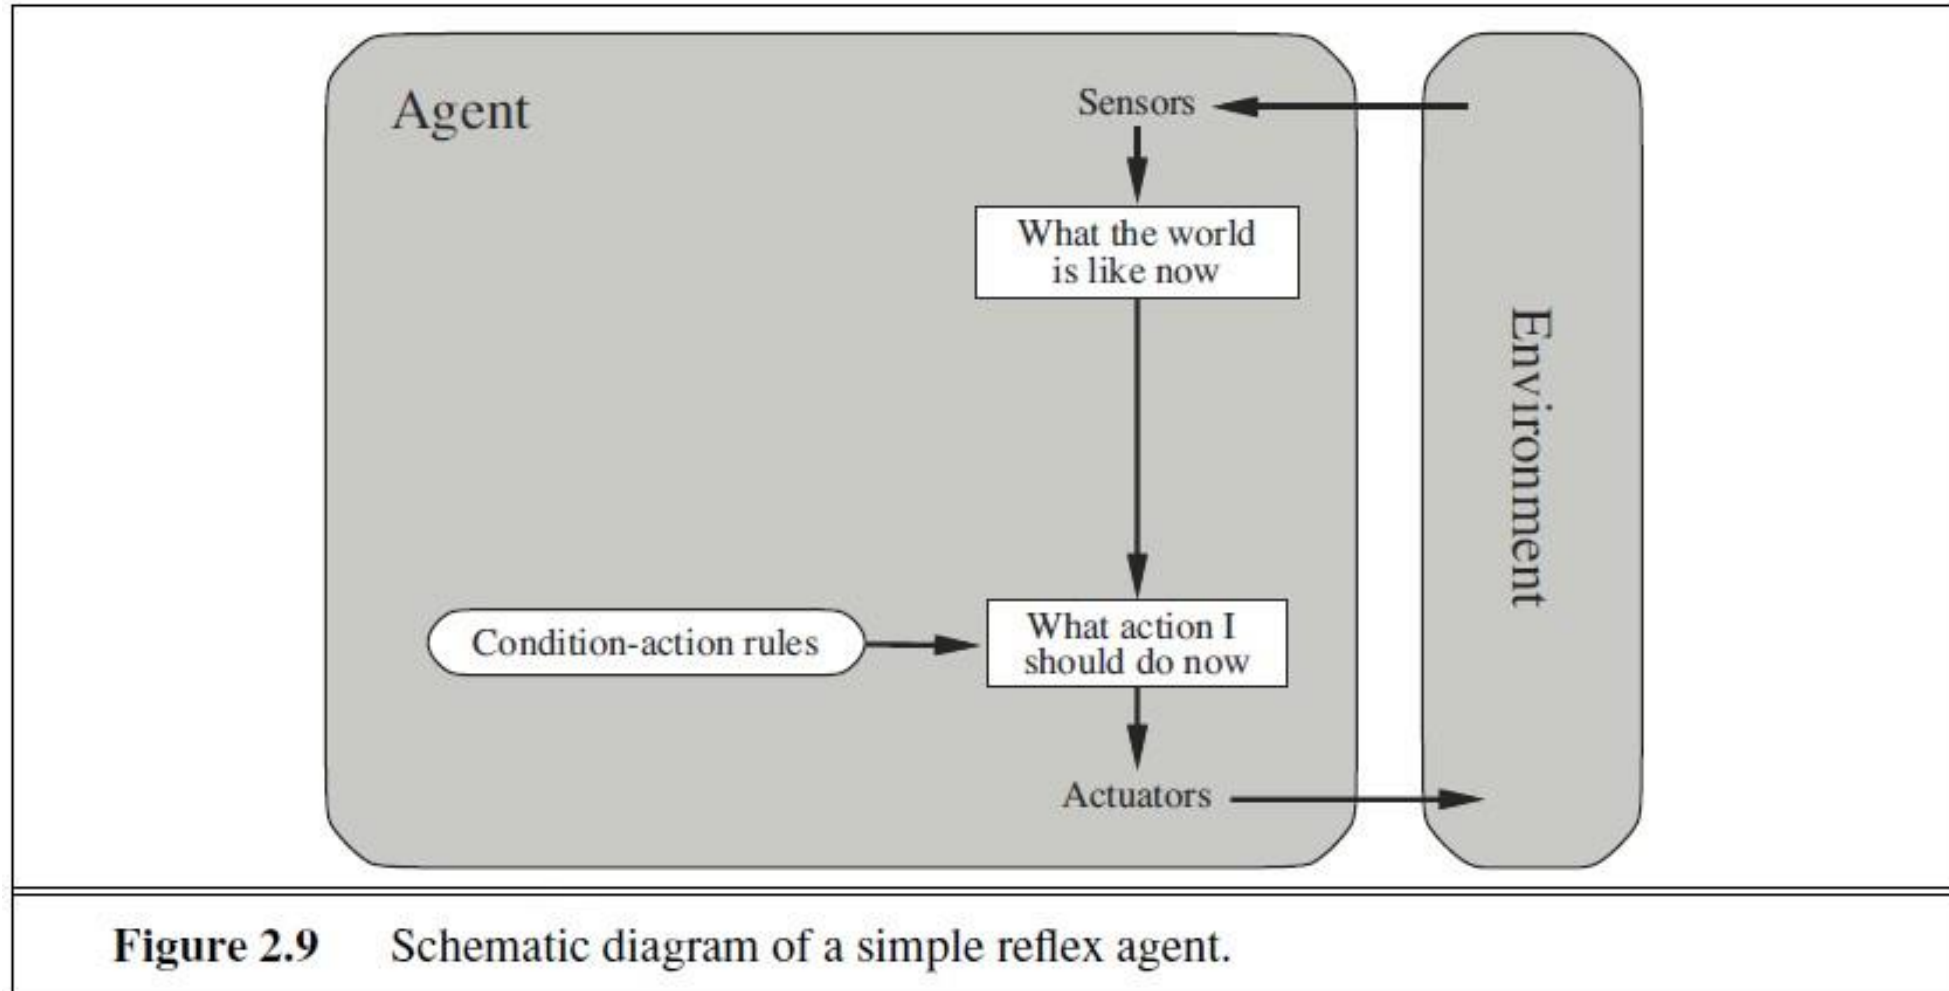 Agent
Sensors
What the world
is like now
Environment
Condition-action rules
What action I
should do now
Actuators
Figure 2.9 Schematic diagram of a simple reflex agent.